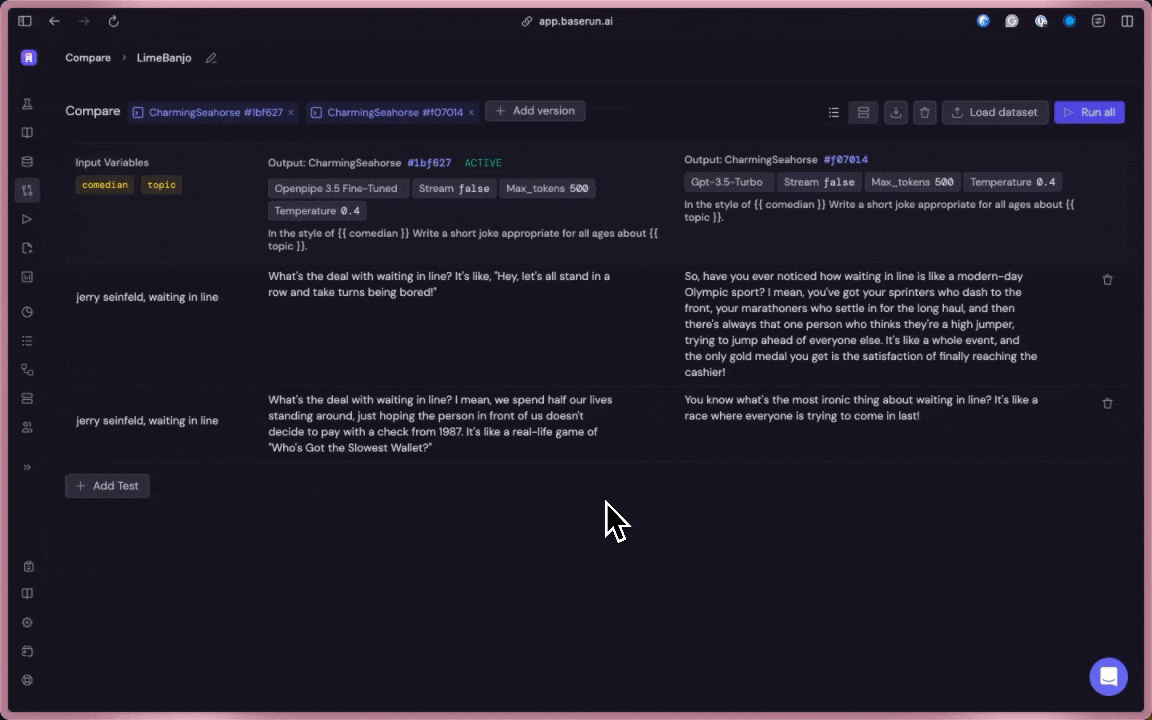 app.baserun.ai
Compare > LimeBanjo
Compare CharmingSeahorse #1bf627 × CharmingSeahorse #f07014 × + Add version Load dataset Run all
Input Variables
comedian topic
Output: CharmingSeahorse #1bf627 ACTIVE
Openpipe 3.5 Fine-Tuned Stream false Max_tokens 500
Temperature 0.4
In the style of {{ comedian }} Write a short joke appropriate for all ages about {{
topic }}.
Output: CharmingSeahorse #f07014
Gpt-3.5-Turbo Stream false Max_tokens 500 Temperature 0.4
In the style of {{ comedian }} Write a short joke appropriate for all ages about {{
topic }}.
jerry seinfeld, waiting in line
What's the deal with waiting in line? It's like, "Hey, let's all stand in a
row and take turns being bored!"
So, have you ever noticed how waiting in line is like a modern-day
Olympic sport? I mean, you've got your sprinters who dash to the
front, your marathoners who settle in for the long haul, and then
there's always that one person who thinks they're a high jumper,
trying to jump ahead of everyone else. It's like a whole event, and
the only gold medal you get is the satisfaction of finally reaching the
cashier!
jerry seinfeld, waiting in line
What's the deal with waiting in line? I mean, we spend half our lives
standing around, just hoping the person in front of us doesn't
decide to pay with a check from 1987. It's like a real-life game of
"Who's Got the Slowest Wallet?"
You know what's the most ironic thing about waiting in line? It's like a
race where everyone is trying to come in last!
+ Add Test